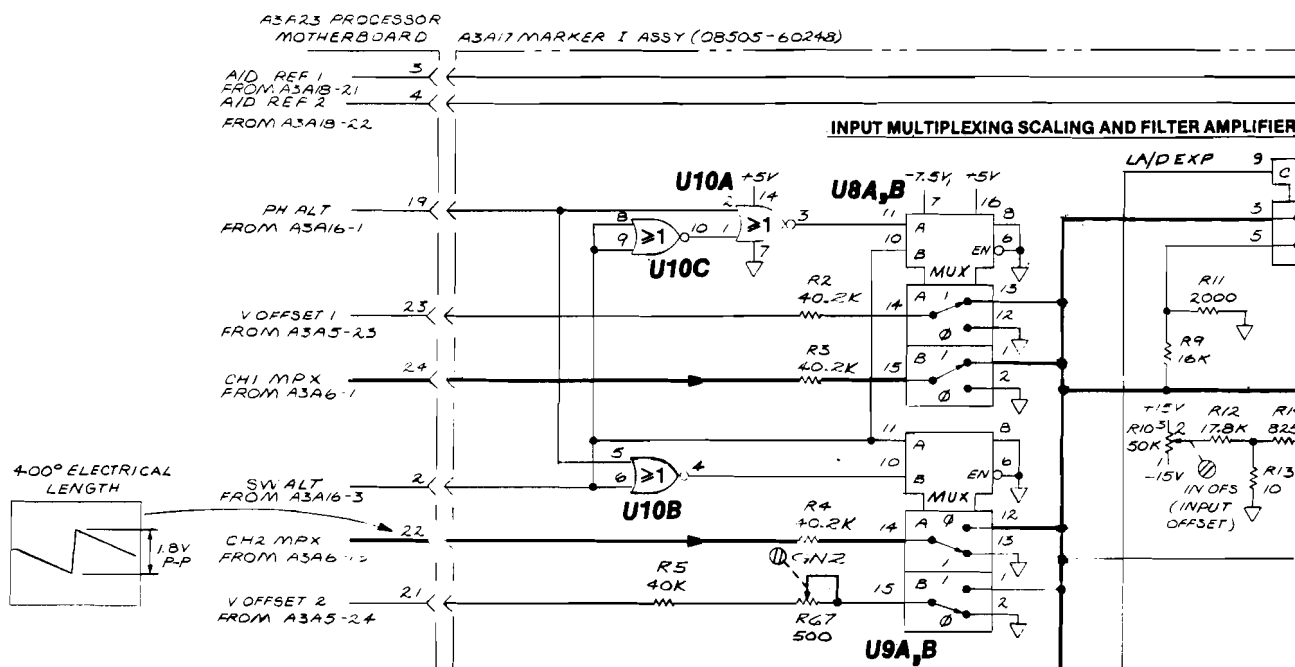 A3A23 PROCESSOR
MOTHERBOARD
A3A17 MARKER I ASSY (08505-60248)
A/D REF 1
FROM A3A18-21
3
A/D REF 2
FROM A3A18-22
4
INPUT MULTIPLEXING SCALING AND FILTER AMPLIFIER
LA/D EXP
9
C
3
5
PH ALT
FROM A3A16-1
19
U10A
+5V
14
2
1
≥1
3
7
8
9
≥1
10
U10C
U8A,B
-7.5V
+5V
7
16
11
A
8
10
B
EN
6
MUX
R2
40.2K
14
A
1
13
12
Ø
V OFFSET 1
FROM A3A5-23
23
R3
40.2K
15
B
1
1
2
Ø
CH1 MPX
FROM A3A6-1
24
R11
2000
R9
16K
+15V
R10
50K
3
2
1
-15V
R12
17.8K
825
R13
10
IN OFS
(INPUT
OFFSET)
11
A
8
10
B
EN
6
MUX
5
6
≥1
4
U10B
SW ALT
FROM A3A16-3
2
400° ELECTRICAL
LENGTH
1.8V
P-P
CH2 MPX
FROM A3A6-
22
R4
40.2K
14
A
Ø
12
13
1
GN2
R5
40K
R67
500
15
B
1
1
2
Ø
V OFFSET 2
FROM A3A5-24
21
U9A,B